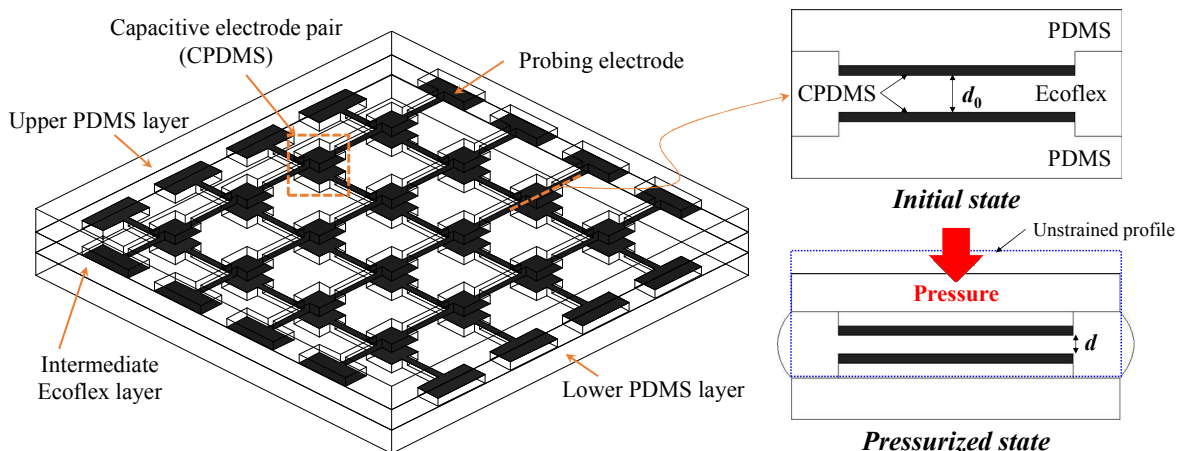 Capacitive electrode pair
(CPDMS)
Probing electrode
Upper PDMS layer
Intermediate
Ecoflex layer
Lower PDMS layer
PDMS
CPDMS
d0
Ecoflex
PDMS
Initial state
Unstrained profile
Pressure
d
Pressurized state